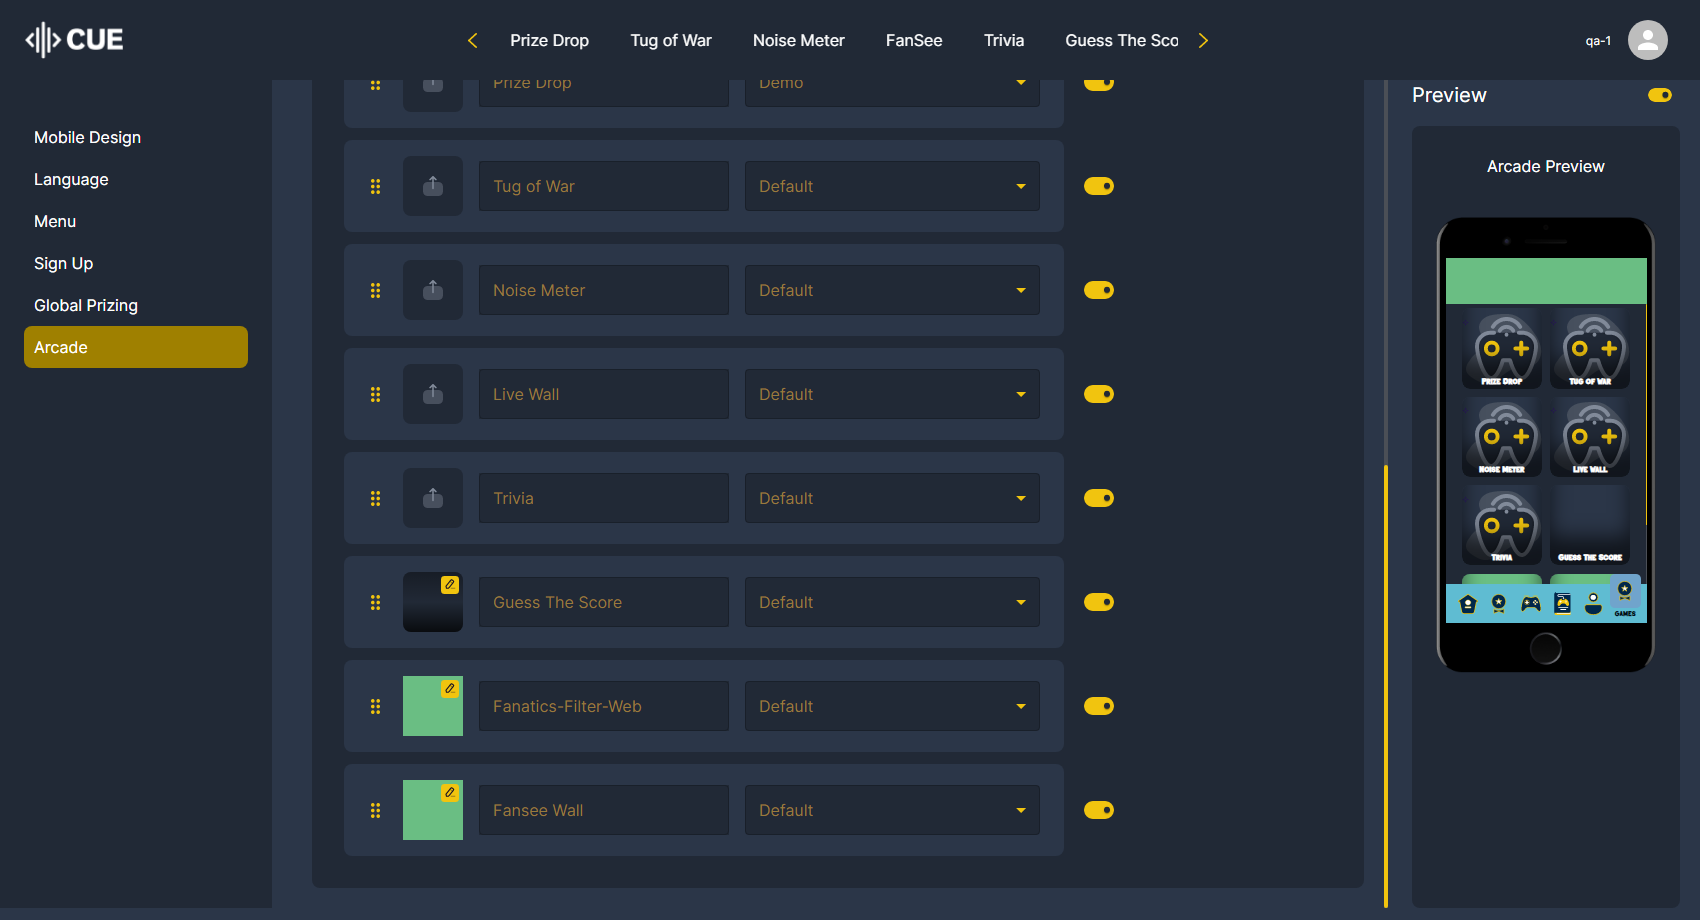 CUE
Prize Drop
Tug of War
Noise Meter
FanSee
Trivia
Guess The Sco
qa-1
Mobile Design
Language
Menu
Sign Up
Global Prizing
Arcade
Prize Drop
Demo
Tug of War
Default
Noise Meter
Default
Live Wall
Default
Trivia
Default
Guess The Score
Default
Fanatics-Filter-Web
Default
Fansee Wall
Default
Preview
Arcade Preview
Prize Drop
Tug of War
Noise Meter
Live Wall
Trivia
Guess The Score
GAMES